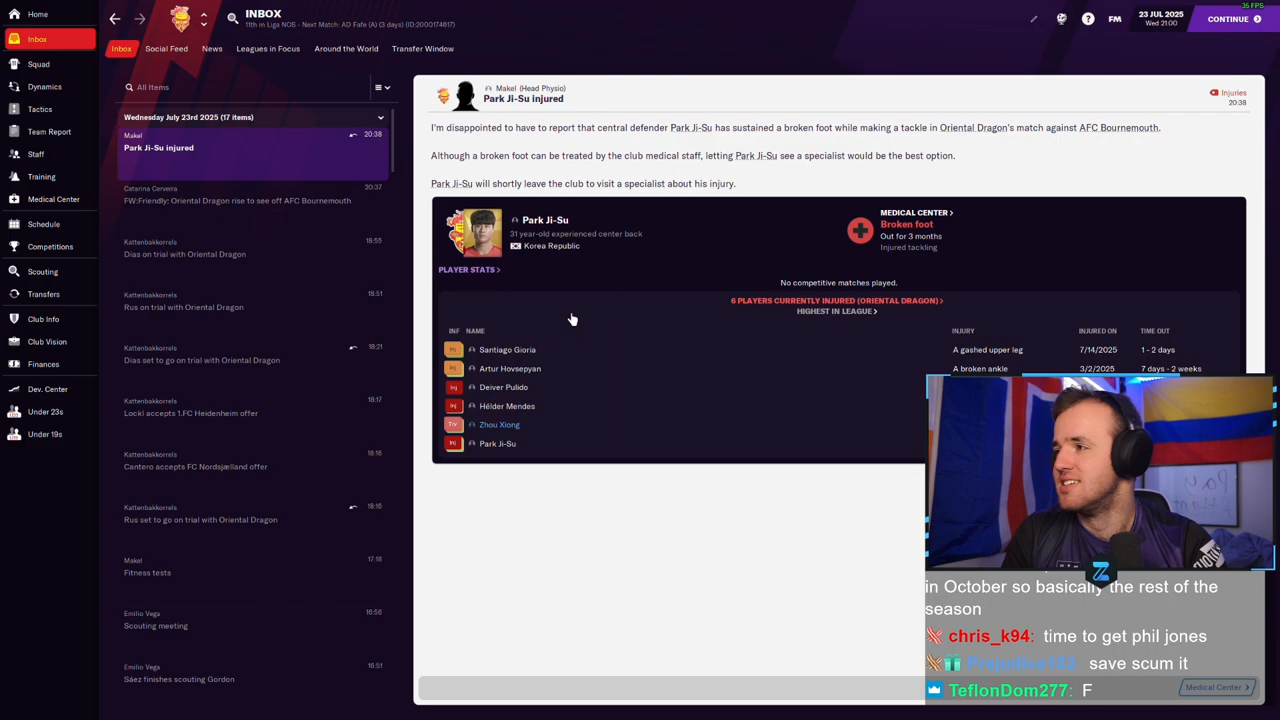 35 FPS
Home
INBOX
11th in Liga NOS - Next Match: AD Fafe (A) (3 days) (ID:2000174617)
FM
23 JUL 2025
Wed 21:00
CONTINUE
Inbox
Inbox
Social Feed
News
Leagues in Focus
Around the World
Transfer Window
Squad
Dynamics
Tactics
Team Report
Staff
Training
Medical Center
Schedule
Competitions
Scouting
Transfers
Club Info
Club Vision
Finances
Dev. Center
Under 23s
Under 19s
All Items
Wednesday July 23rd 2025 (17 items)
Makel 20:38
Park Ji-Su injured
Catarina Cerveira 20:37
FW:Friendly: Oriental Dragon rise to see off AFC Bournemouth
Kattenbakkorrels 18:55
Dias on trial with Oriental Dragon
Kattenbakkorrels 18:51
Rus on trial with Oriental Dragon
Kattenbakkorrels 18:21
Dias set to go on trial with Oriental Dragon
Kattenbakkorrels 18:17
Lockl accepts 1.FC Heidenheim offer
Kattenbakkorrels 18:16
Cantero accepts FC Nordsjælland offer
Kattenbakkorrels 18:16
Rus set to go on trial with Oriental Dragon
Makel 17:18
Fitness tests
Emilio Vega 16:56
Scouting meeting
Emilio Vega 16:51
Sáez finishes scouting Gordon
Makel (Head Physio)
Park Ji-Su injured
Injuries
20:38
I'm disappointed to have to report that central defender Park Ji-Su has sustained a broken foot while making a tackle in Oriental Dragon's match against AFC Bournemouth.
Although a broken foot can be treated by the club medical staff, letting Park Ji-Su see a specialist would be the best option.
Park Ji-Su will shortly leave the club to visit a specialist about his injury.
Park Ji-Su
31 year-old experienced center back
Korea Republic
MEDICAL CENTER >
Broken foot
Out for 3 months
Injured tackling
PLAYER STATS >
No competitive matches played.
6 PLAYERS CURRENTLY INJURED (ORIENTAL DRAGON) >
HIGHEST IN LEAGUE >
INF NAME INJURY INJURED ON TIME OUT
Inj Santiago Gioria A gashed upper leg 7/14/2025 1 - 2 days
Inj Artur Hovsepyan A broken ankle 3/2/2025 7 days - 2 weeks
Inj Deiver Pulido
Inj Hélder Mendes
Trv Zhou Xiong
Inj Park Ji-Su
in October so basically the rest of the
season
chris_k94: time to get phil jones
Prejudice182 save scum it
TeflonDom277: F
Medical Center >